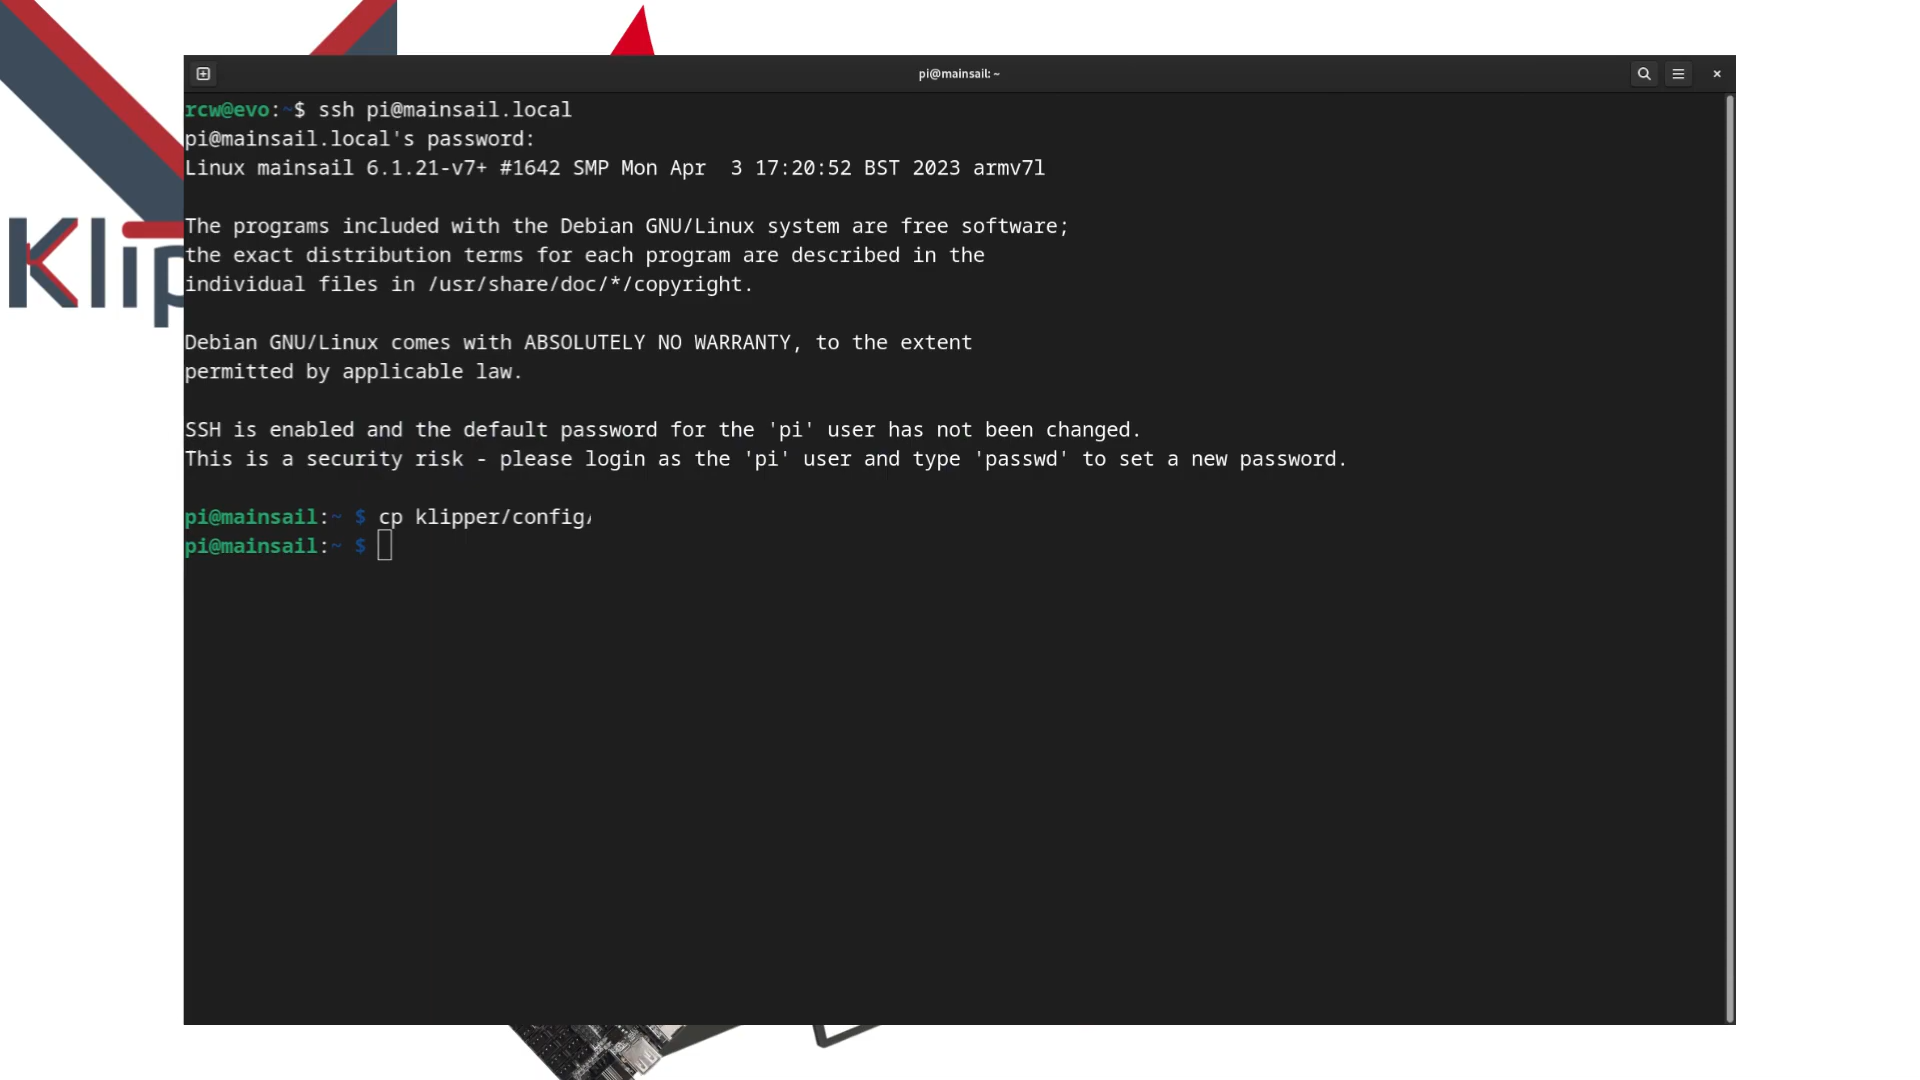 pi@mainsail: ~
rcw@evo:~$ ssh pi@mainsail.local
pi@mainsail.local's password:
Linux mainsail 6.1.21-v7+ #1642 SMP Mon Apr  3 17:20:52 BST 2023 armv7l
The programs included with the Debian GNU/Linux system are free software;
the exact distribution terms for each program are described in the
individual files in /usr/share/doc/*/copyright.
Debian GNU/Linux comes with ABSOLUTELY NO WARRANTY, to the extent
permitted by applicable law.
SSH is enabled and the default password for the 'pi' user has not been changed.
This is a security risk - please login as the 'pi' user and type 'passwd' to set a new password.
pi@mainsail:~ $ cp klipper/config/
pi@mainsail:~ $
Klip